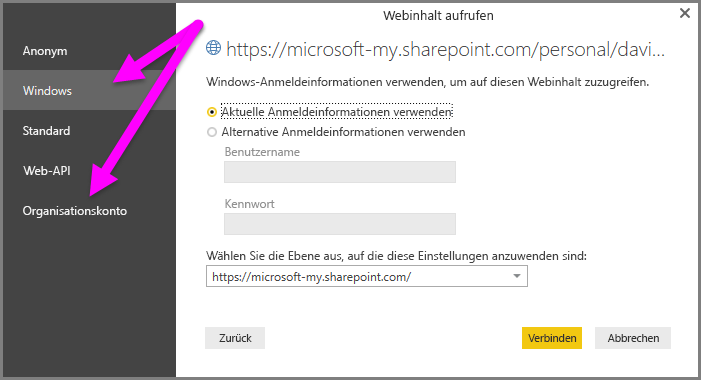 Webinhalt aufrufen
Anonym
Windows
Standard
Web-API
Organisationskonto
https://microsoft-my.sharepoint.com/personal/davi...
Windows-Anmeldeinformationen verwenden, um auf diesen Webinhalt zuzugreifen.
Aktuelle Anmeldeinformationen verwenden
Alternative Anmeldeinformationen verwenden
Benutzername
Kennwort
Wählen Sie die Ebene aus, auf die diese Einstellungen anzuwenden sind:
https://microsoft-my.sharepoint.com/
Zurück
Verbinden
Abbrechen